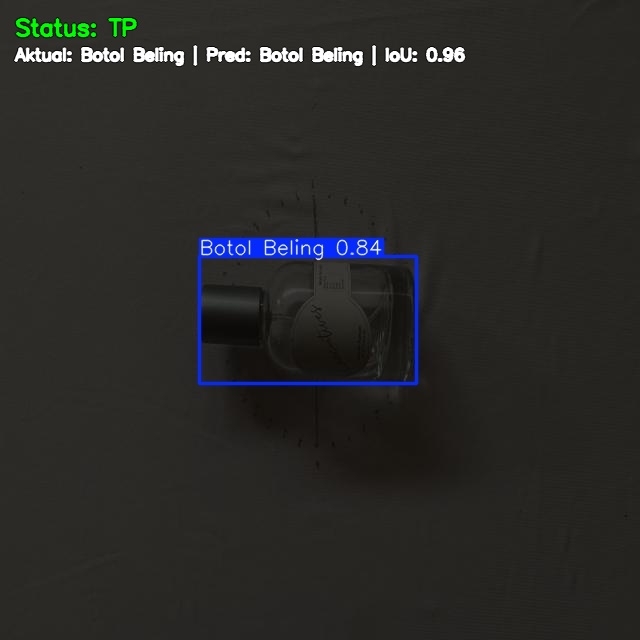 Status: TP
Aktual: Botol Beling | Pred: Botol Beling | IoU: 0.96
Botol Beling 0.84